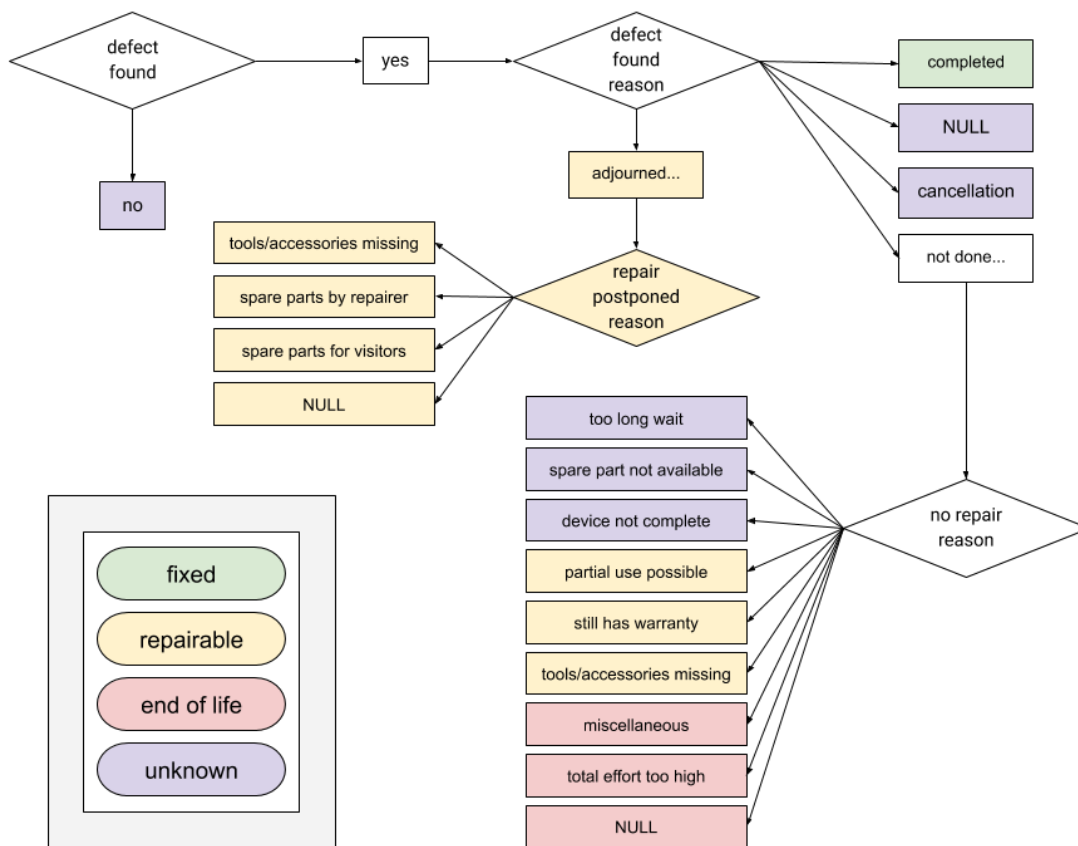 defect
found
yes
defect
found
reason
completed
NULL
cancellation
not done...
no
adjourned...
repair
postponed
reason
tools/accessories missing
spare parts by repairer
spare parts for visitors
NULL
no repair
reason
too long wait
spare part not available
device not complete
partial use possible
still has warranty
tools/accessories missing
miscellaneous
total effort too high
NULL
fixed
repairable
end of life
unknown